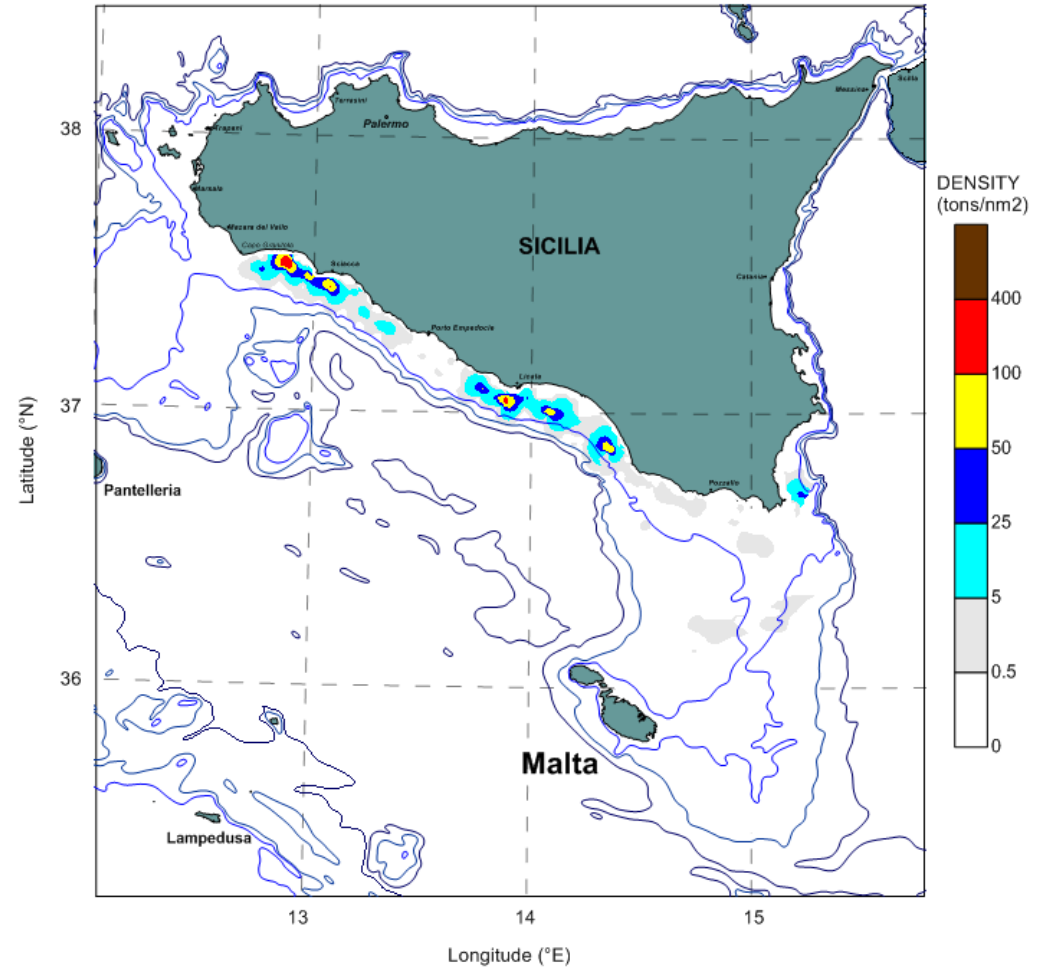 Scilla
Messina
Terrasini
Palermo
Trapani
38
Marsala
DENSITY
(tons/nm2)
Mazara del Vallo
Capo Granitola
SICILIA
Sciacca
Catania
400
Porto Empedocle
100
Licata
37
50
Latitude (°N)
Pantelleria
Pozzallo
25
5
36
0.5
0
Malta
Lampedusa
13
14
15
Longitude (°E)